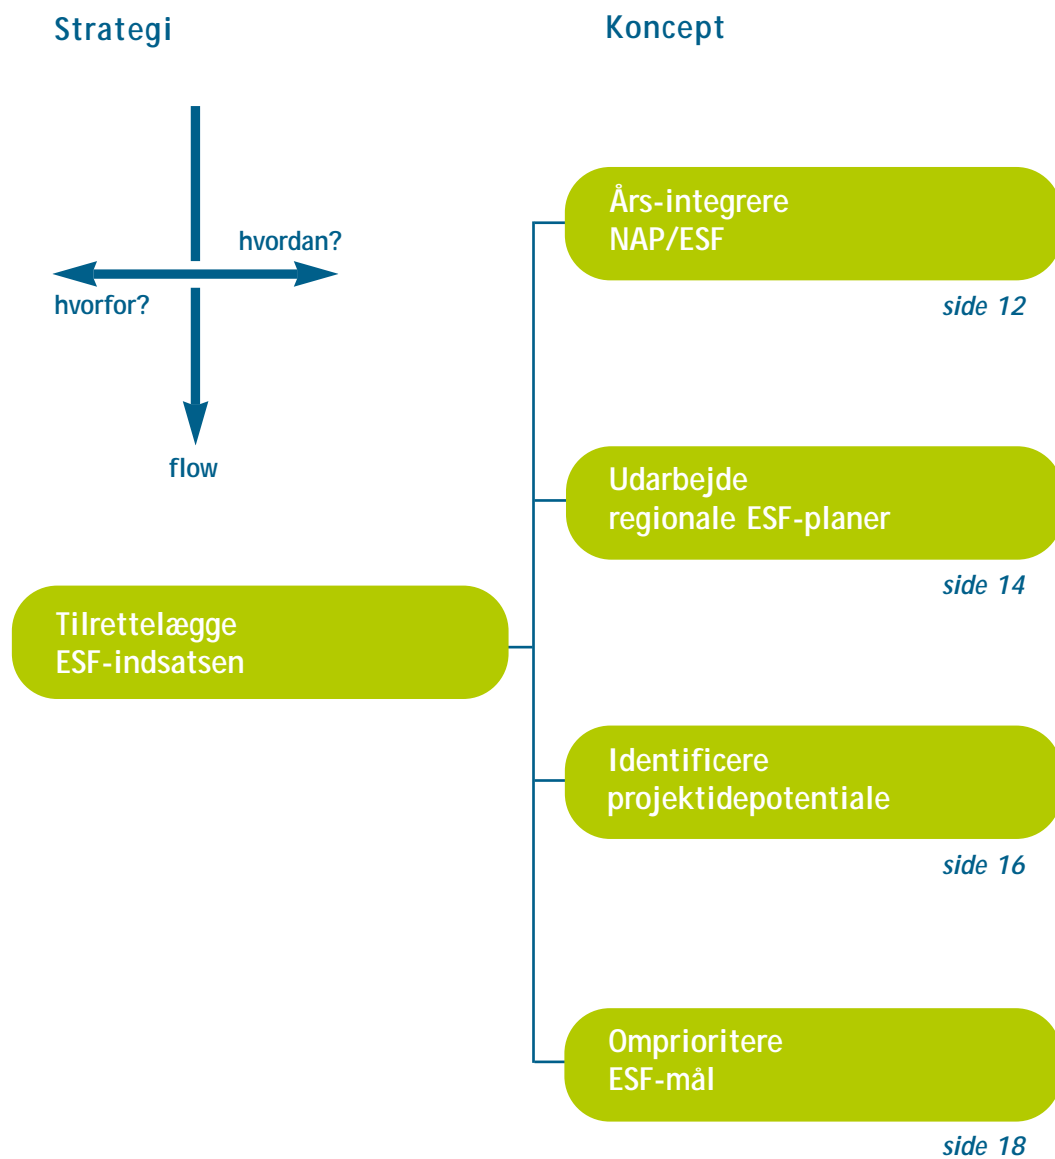 Strategi
Koncept
hvordan?
hvorfor?
flow
Års-integrere
NAP/ESF
side 12
Udarbejde
regionale ESF-planer
side 14
Tilrettelægge
ESF-indsatsen
Identificere
projektidepotentiale
side 16
Omprioritere
ESF-mål
side 18